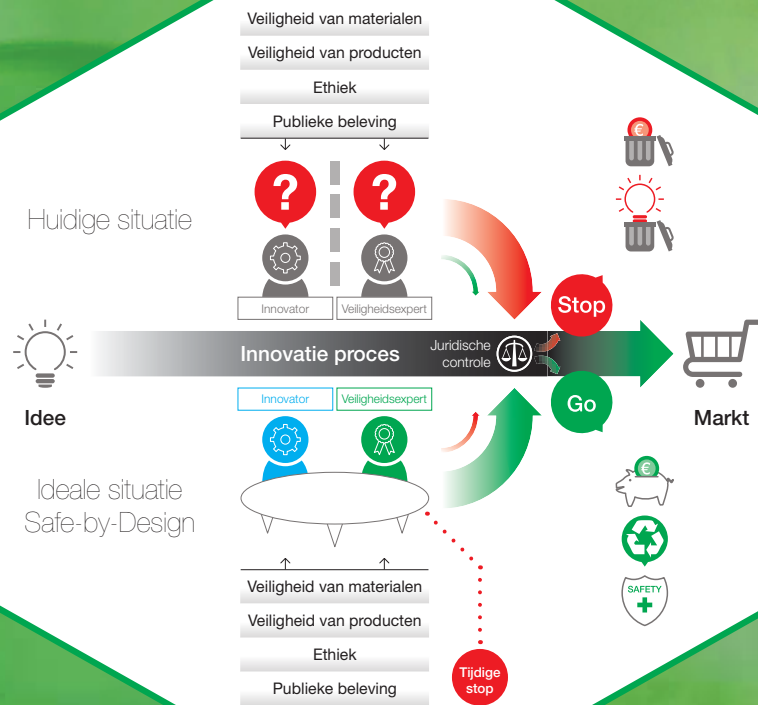 Veiligheid van materialen
Veiligheid van producten
Ethiek
Publieke beleving
€
? ?
Huidige situatie
Innovator
Veiligheidsexpert
Stop
Innovatie proces
Juridische
controle
Idee
Markt
Innovator
Veiligheidsexpert
Go
Ideale situatie
Safe-by-Design
€
SAFETY
Veiligheid van materialen
Veiligheid van producten
Ethiek
Publieke beleving
Tijdige
stop